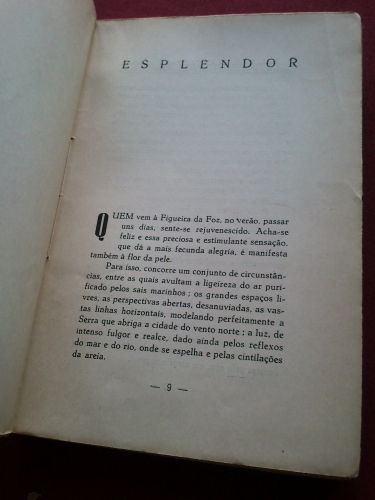 ESPLENDOR
QUEM vem à Figueira da Foz, no verão, passar
uns dias, sente-se rejuvenescido. Acha-se
feliz e essa preciosa e estimulante sensação,
que dá a mais fecunda alegria, é manifesta
também à flor da pele.
Para isso, concorre um conjunto de circunstân-
cias, entre as quais avultam a ligeireza do ar puri-
ficado pelos sais marinhos ; os grandes espaços li-
vres, as perspectivas abertas, desanuviadas, as vas-
tas linhas horizontais, modelando perfeitamente a
Serra que abriga a cidade do vento norte ; a luz, de
intenso fulgor e realce, dado ainda pelos reflexos
do mar e do rio, onde se espelha e pelas cintilações
da areia.
— 9 —